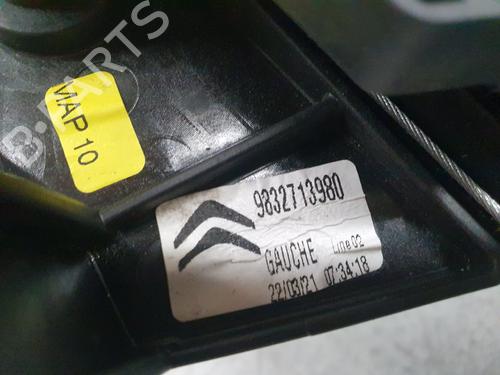 B.PARTS
MAP 10
9832713980
GAUCHE Line 02
22/03/21 07:34:18